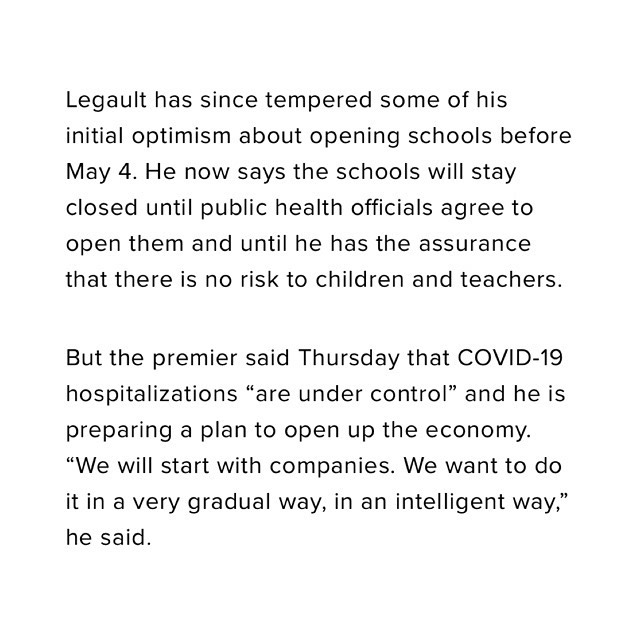 Legault has since tempered some of his
initial optimism about opening schools before
May 4. He now says the schools will stay
closed until public health officials agree to
open them and until he has the assurance
that there is no risk to children and teachers.
But the premier said Thursday that COVID-19
hospitalizations “are under control” and he is
preparing a plan to open up the economy.
“We will start with companies. We want to do
it in a very gradual way, in an intelligent way,”
he said.